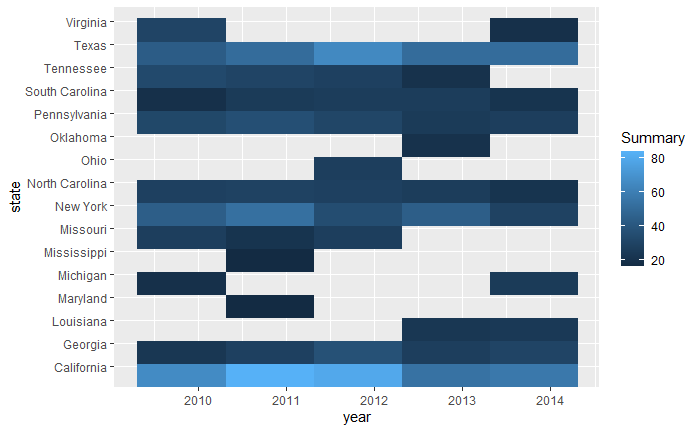 Virginia
Texas
Tennessee
South Carolina
Pennsylvania
Oklahoma
Ohio
North Carolina
New York
Missouri
Mississippi
Michigan
Maryland
Louisiana
Georgia
California
state
2010 2011 2012 2013 2014
year
Summary
80
60
40
20